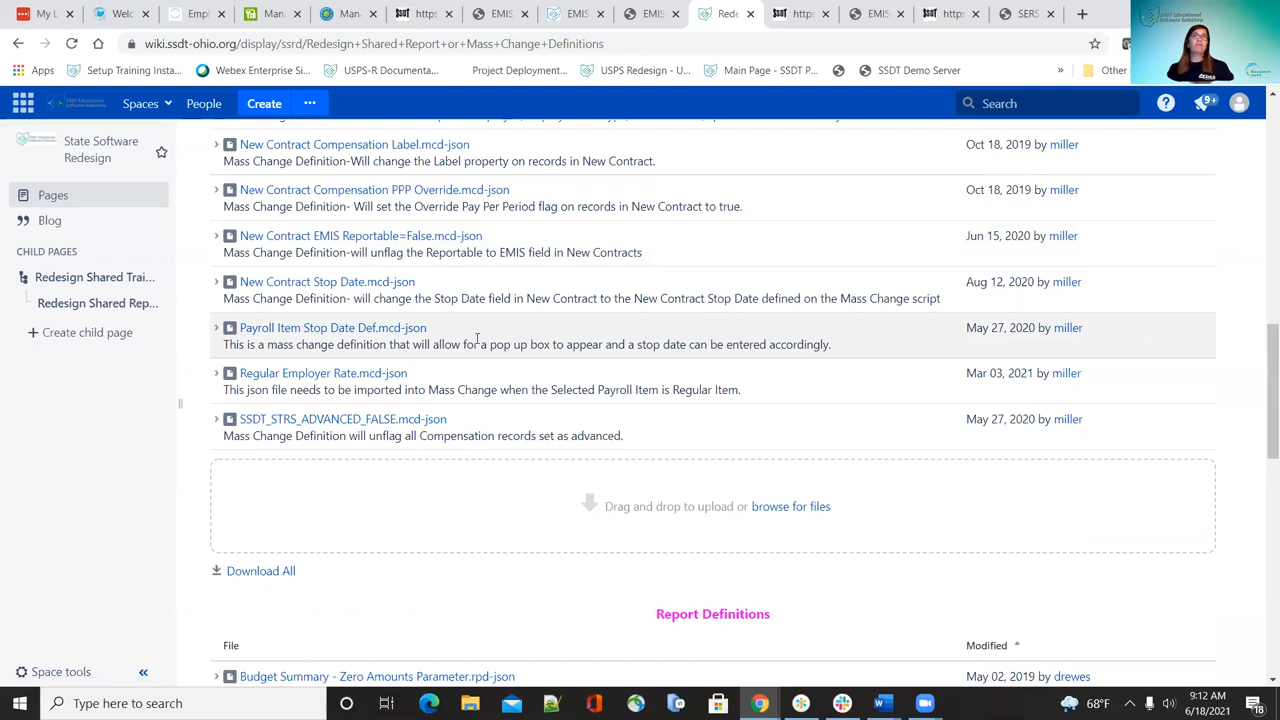 My L
Welc
Empl
Man
Ya
Man
https
EMIS
EMIS
EMIS
Rede
https
EMIS
https
SERS
wiki.ssdt-ohio.org/display/ssrd/Redesign+Shared+Report+or+Mass+Change+Definitions
Apps
Setup Training Insta...
Webex Enterprise Si...
USPS-R Documenta...
Project Deployment...
USPS Redesign - U...
Main Page - SSDT P...
SSDT Demo Server
»
Other
Spaces
People
Create
Search
9+
State Software
Redesign
Pages
Blog
CHILD PAGES
Redesign Shared Trai...
Redesign Shared Rep...
+ Create child page
Space tools
«
New Contract Compensation Label.mcd-json
Oct 18, 2019 by miller
Mass Change Definition-Will change the Label property on records in New Contract.
New Contract Compensation PPP Override.mcd-json
Oct 18, 2019 by miller
Mass Change Definition- Will set the Override Pay Per Period flag on records in New Contract to true.
New Contract EMIS Reportable=False.mcd-json
Jun 15, 2020 by miller
Mass Change Definition-will unflag the Reportable to EMIS field in New Contracts
New Contract Stop Date.mcd-json
Aug 12, 2020 by miller
Mass Change Definition- will change the Stop Date field in New Contract to the New Contract Stop Date defined on the Mass Change script
Payroll Item Stop Date Def.mcd-json
May 27, 2020 by miller
This is a mass change definition that will allow for a pop up box to appear and a stop date can be entered accordingly.
Regular Employer Rate.mcd-json
Mar 03, 2021 by miller
This json file needs to be imported into Mass Change when the Selected Payroll Item is Regular Item.
SSDT_STRS_ADVANCED_FALSE.mcd-json
May 27, 2020 by miller
Mass Change Definition will unflag all Compensation records set as advanced.
Drag and drop to upload or browse for files
Download All
Report Definitions
File
Modified
Budget Summary - Zero Amounts Parameter.rpd-json
May 02, 2019 by drewes
Type here to search
68°F
9:12 AM
6/18/2021
18